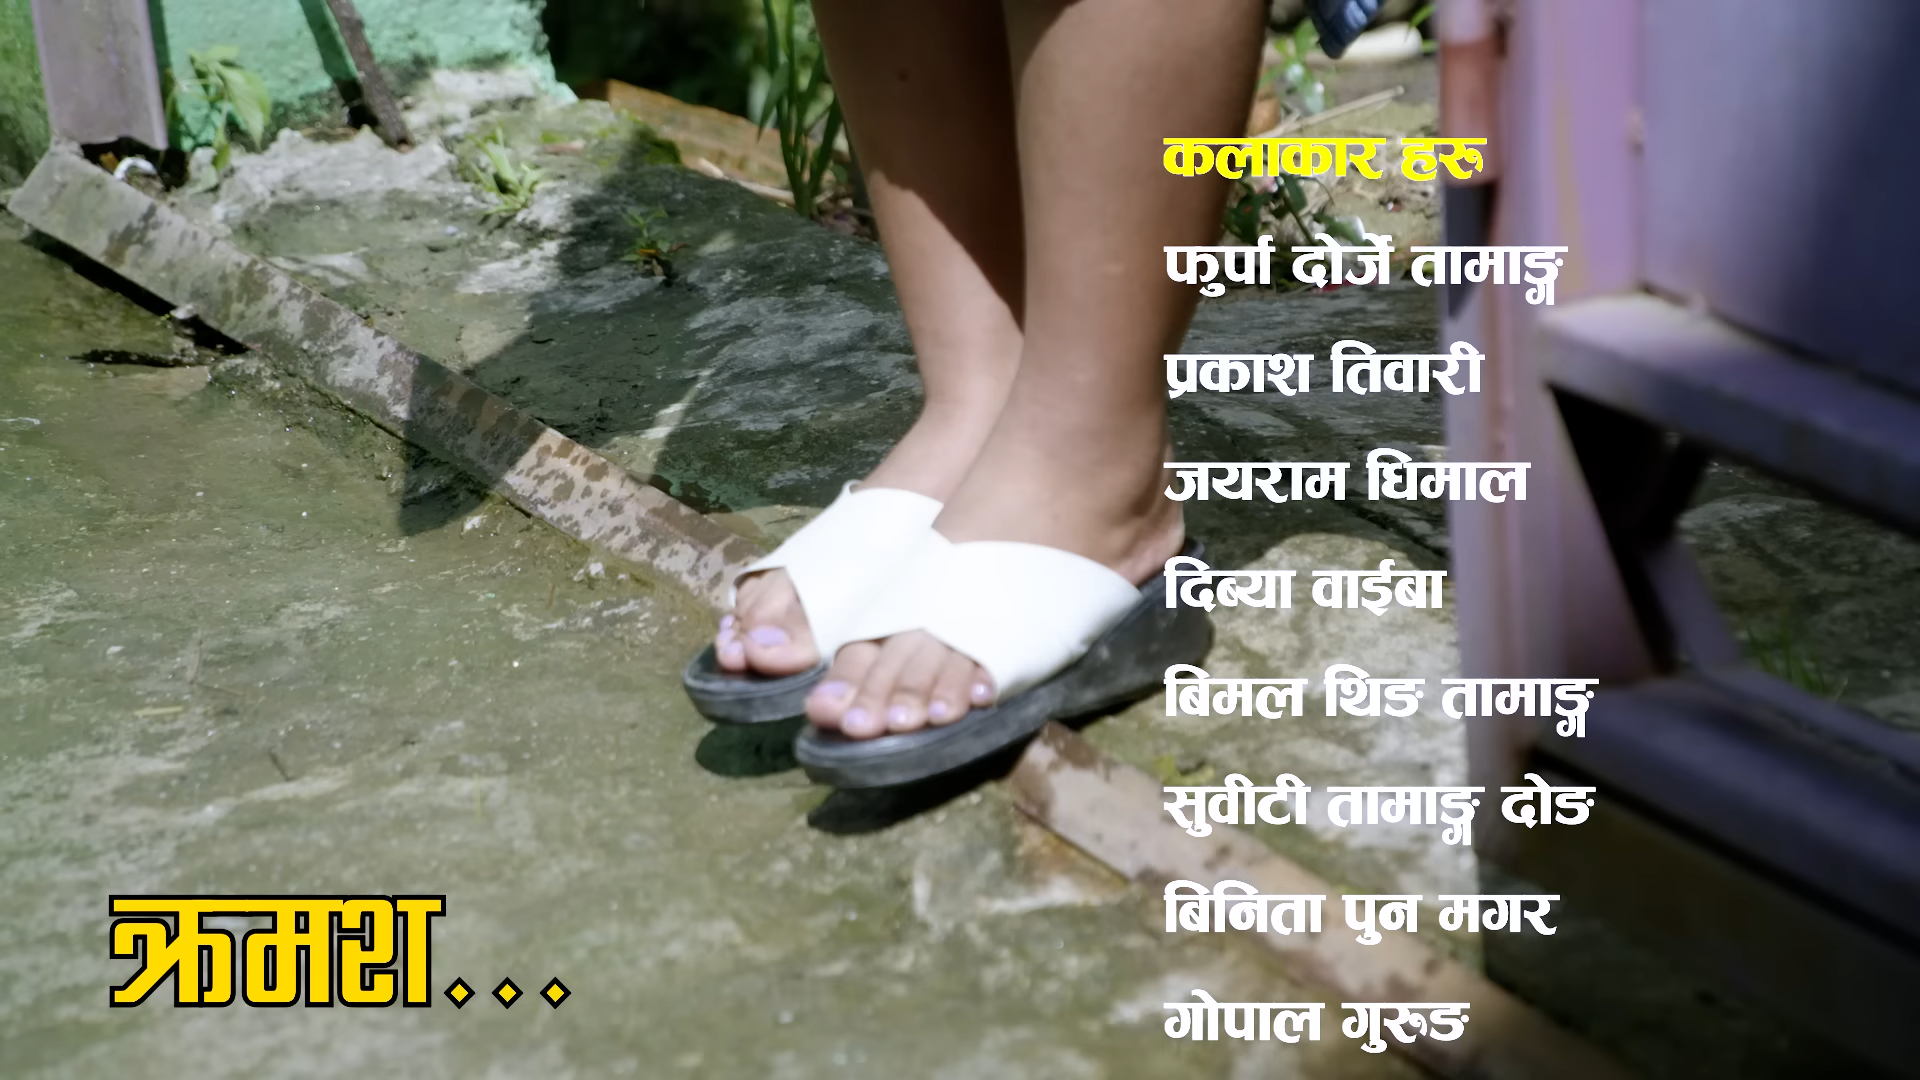 कलाकार हरू
फुर्पा दोर्जे तामाङ्ग
प्रकाश तिवारी
जयराम धिमाल
दिब्या वाईबा
बिमल थिङ तामाङ्ग
सुवीटी तामाङ्ग दोङ
बिनिता पुन मगर
गोपाल गुरुङ
क्रमश...